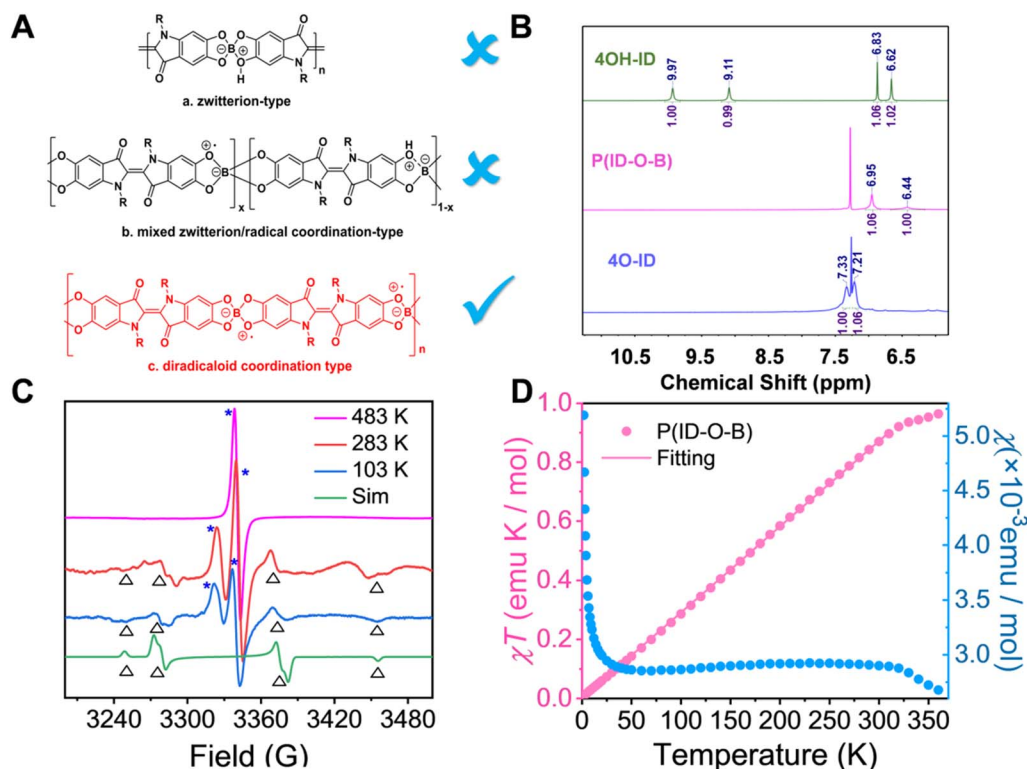 A
R
N
O
O
O
B
⊖
⊕
O
O
H
O
N
R
n
a. zwitterion-type
O
O
O
N
R
R
N
O
O
O
⊕·
⊖
B
x
O
O
O
N
R
R
N
O
OH
⊕
O
⊖
B
1-x
b. mixed zwitterion/radical coordination-type
O
O
O
N
R
R
N
O
O
O
⊖
B
⊕·
O
O
O
N
R
R
N
O
⊕·
O
O
⊖
B
n
c. diradicaloid coordination type
B
4OH-ID
9.97
9.11
6.83
6.62
1.00
0.99
1.06
1.02
P(ID-O-B)
6.95
6.44
1.06
1.00
4O-ID
7.33
7.21
1.00
1.06
10.5 9.5 8.5 7.5 6.5
Chemical Shift (ppm)
C
483 K
283 K
103 K
Sim
* * * *
3240 3300 3360 3420 3480
Field (G)
D
1.0
0.8
0.6
0.4
0.2
0.0
χT (emu K / mol)
P(ID-O-B)
Fitting
5.0
4.5
4.0
3.5
3.0
χ(×10⁻³emu / mol)
0 50 100 150 200 250 300 350
Temperature (K)